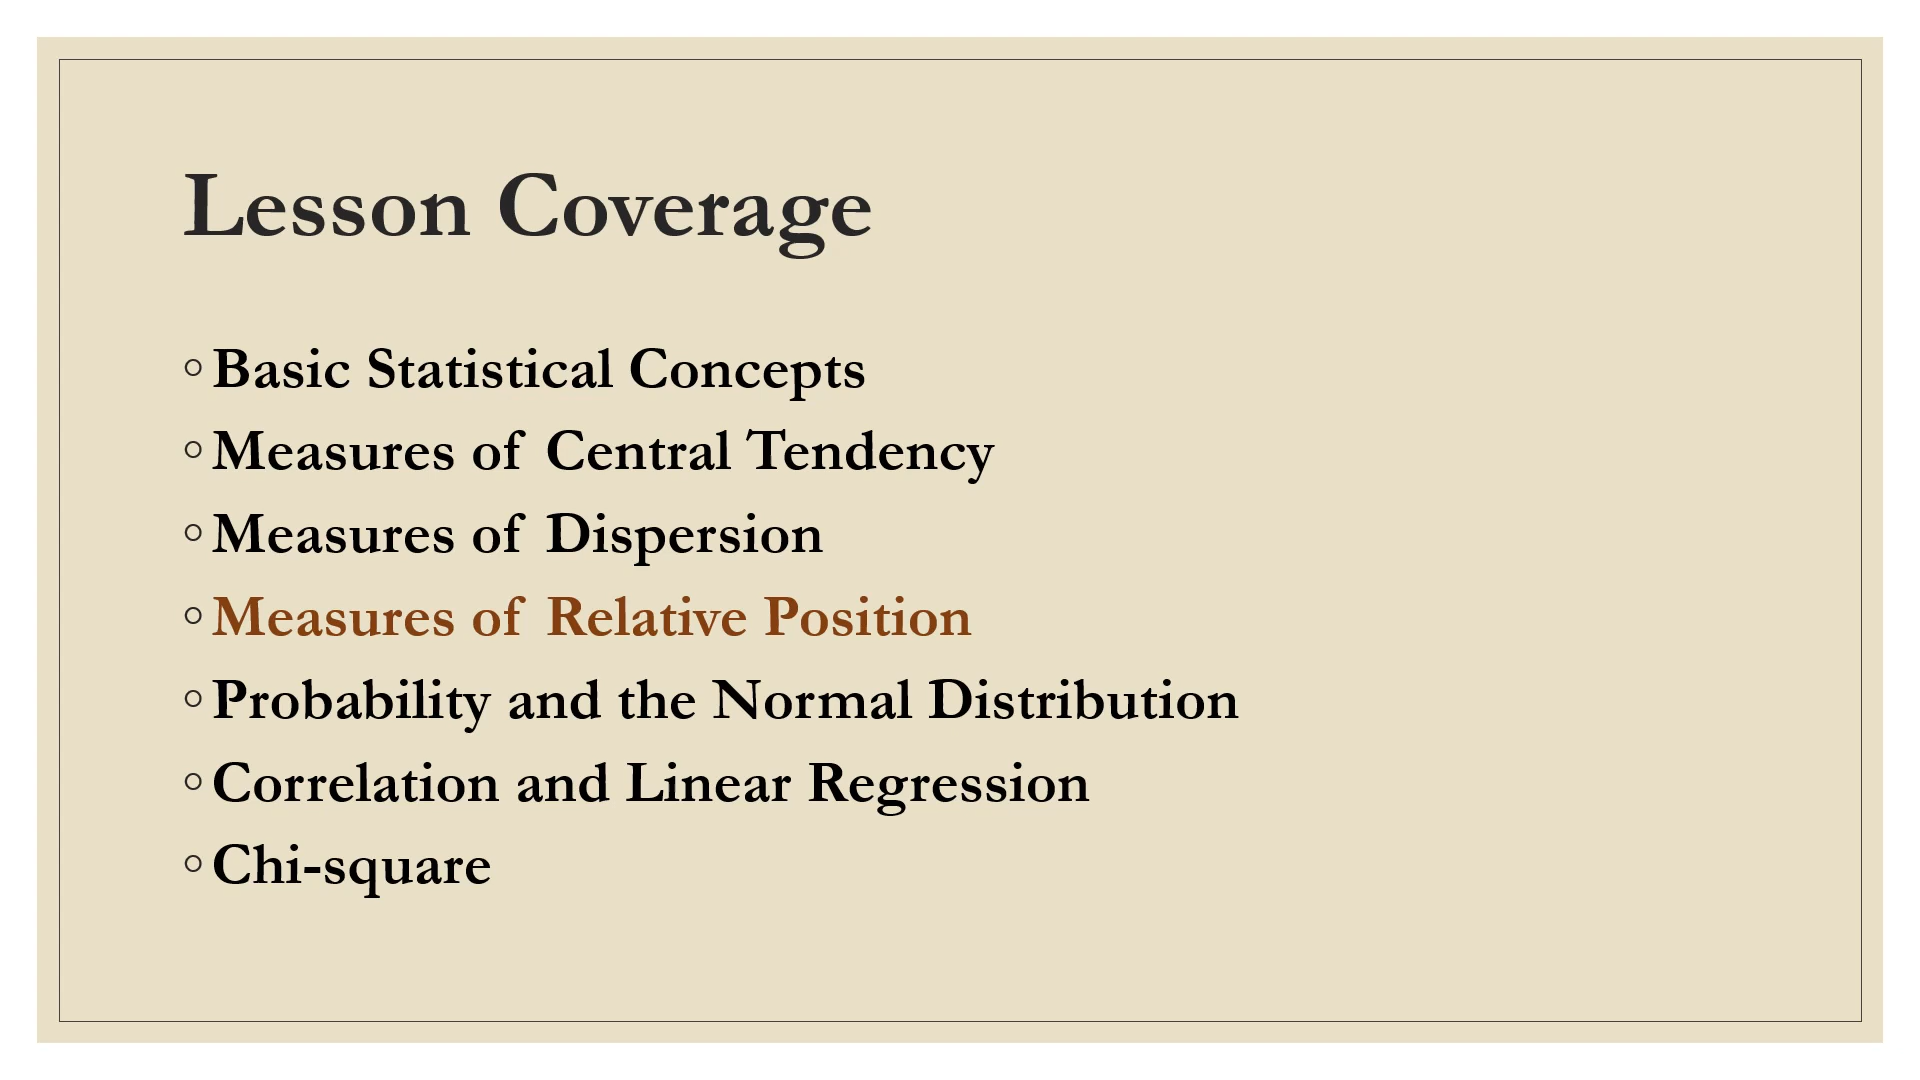 Lesson Coverage
◦Basic Statistical Concepts
◦Measures of Central Tendency
◦Measures of Dispersion
◦Measures of Relative Position
◦Probability and the Normal Distribution
◦Correlation and Linear Regression
◦Chi-square